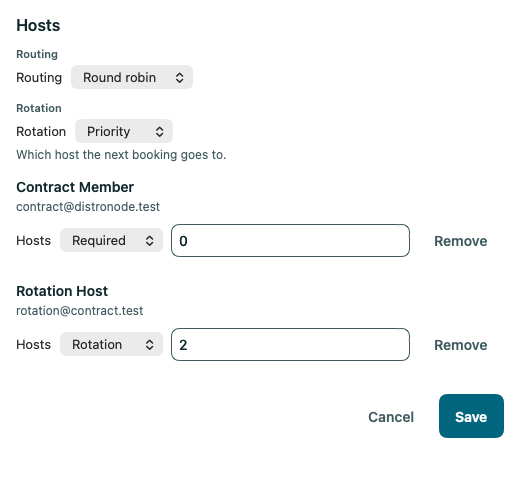 Hosts
Routing
Routing Round robin
Rotation
Rotation Priority
Which host the next booking goes to.
Contract Member
contract@distronode.test
Hosts Required 0 Remove
Rotation Host
rotation@contract.test
Hosts Rotation 2 Remove
Cancel Save